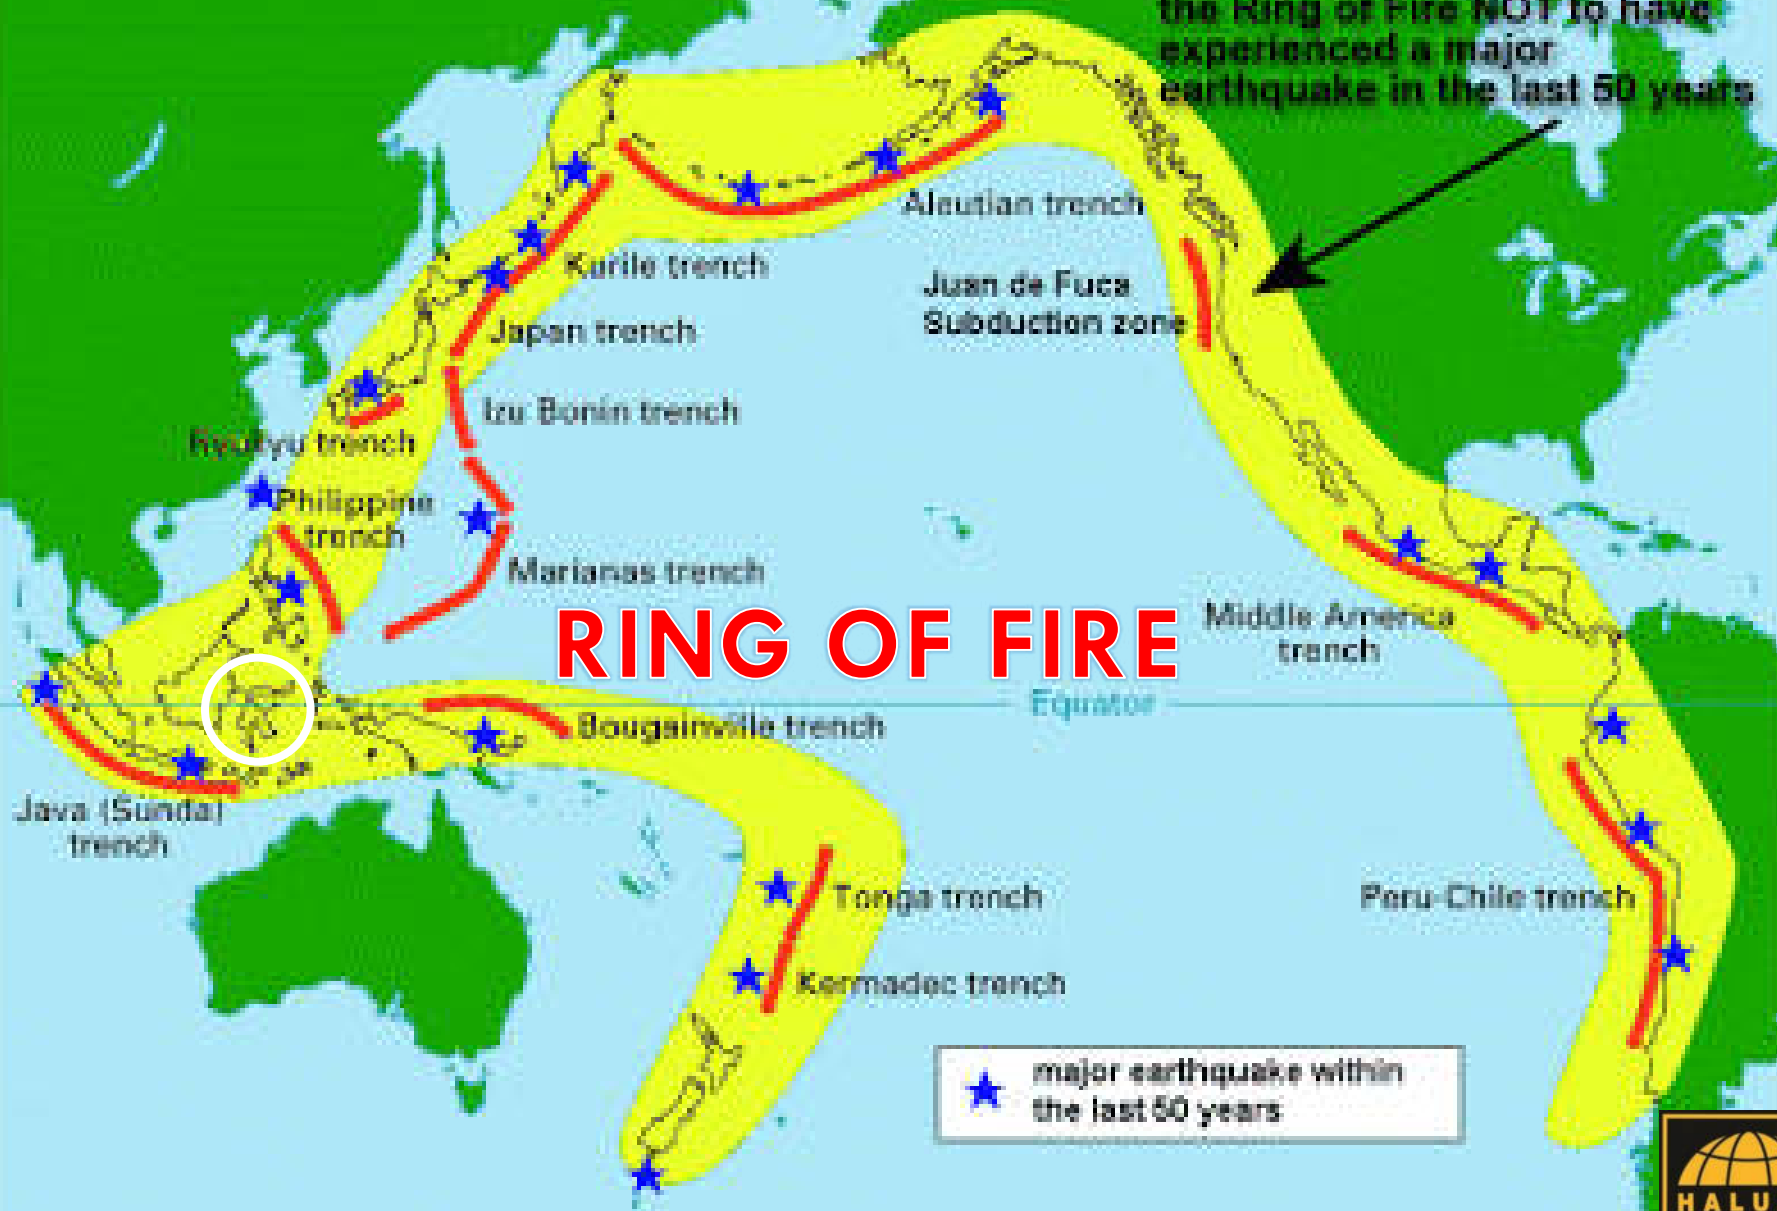 the Ring of Fire NOT to have
experienced a major
earthquake in the last 50 years
Aleutian trench
Kurile trench
Juan de Fuca
Subduction zone
Japan trench
Izu Bonin trench
Ryukyu trench
Philippine
trench
Marianas trench
RING OF FIRE
Middle America
trench
Equator
Bougainville trench
Java (Sunda)
trench
Tonga trench
Peru-Chile trench
Kermadec trench
major earthquake within
the last 50 years
HALU